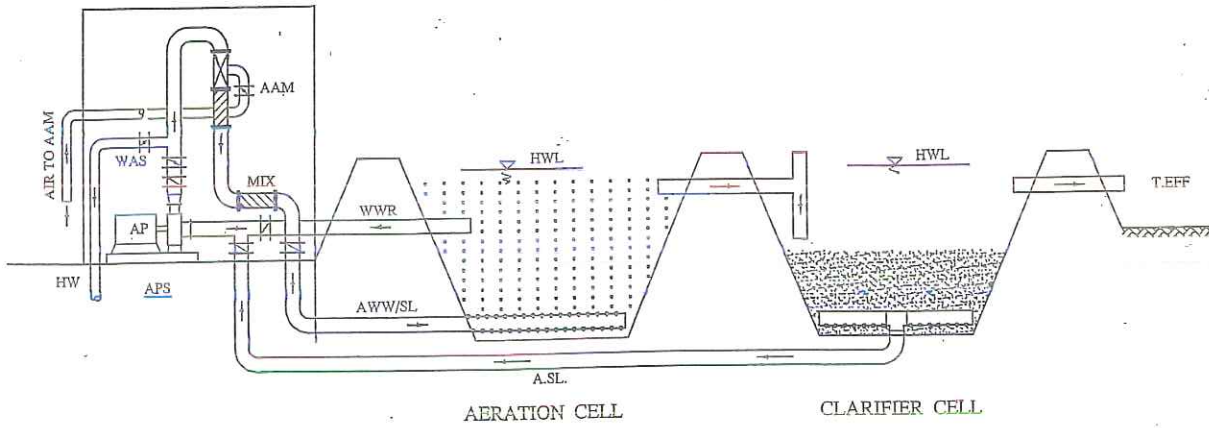 AIR TO AAM
AAM
WAS
MIX
HWL
HWL
WWR
T.EFF
AP
HW
APS
AWW/SL
A.SL.
AERATION CELL
CLARIFIER CELL